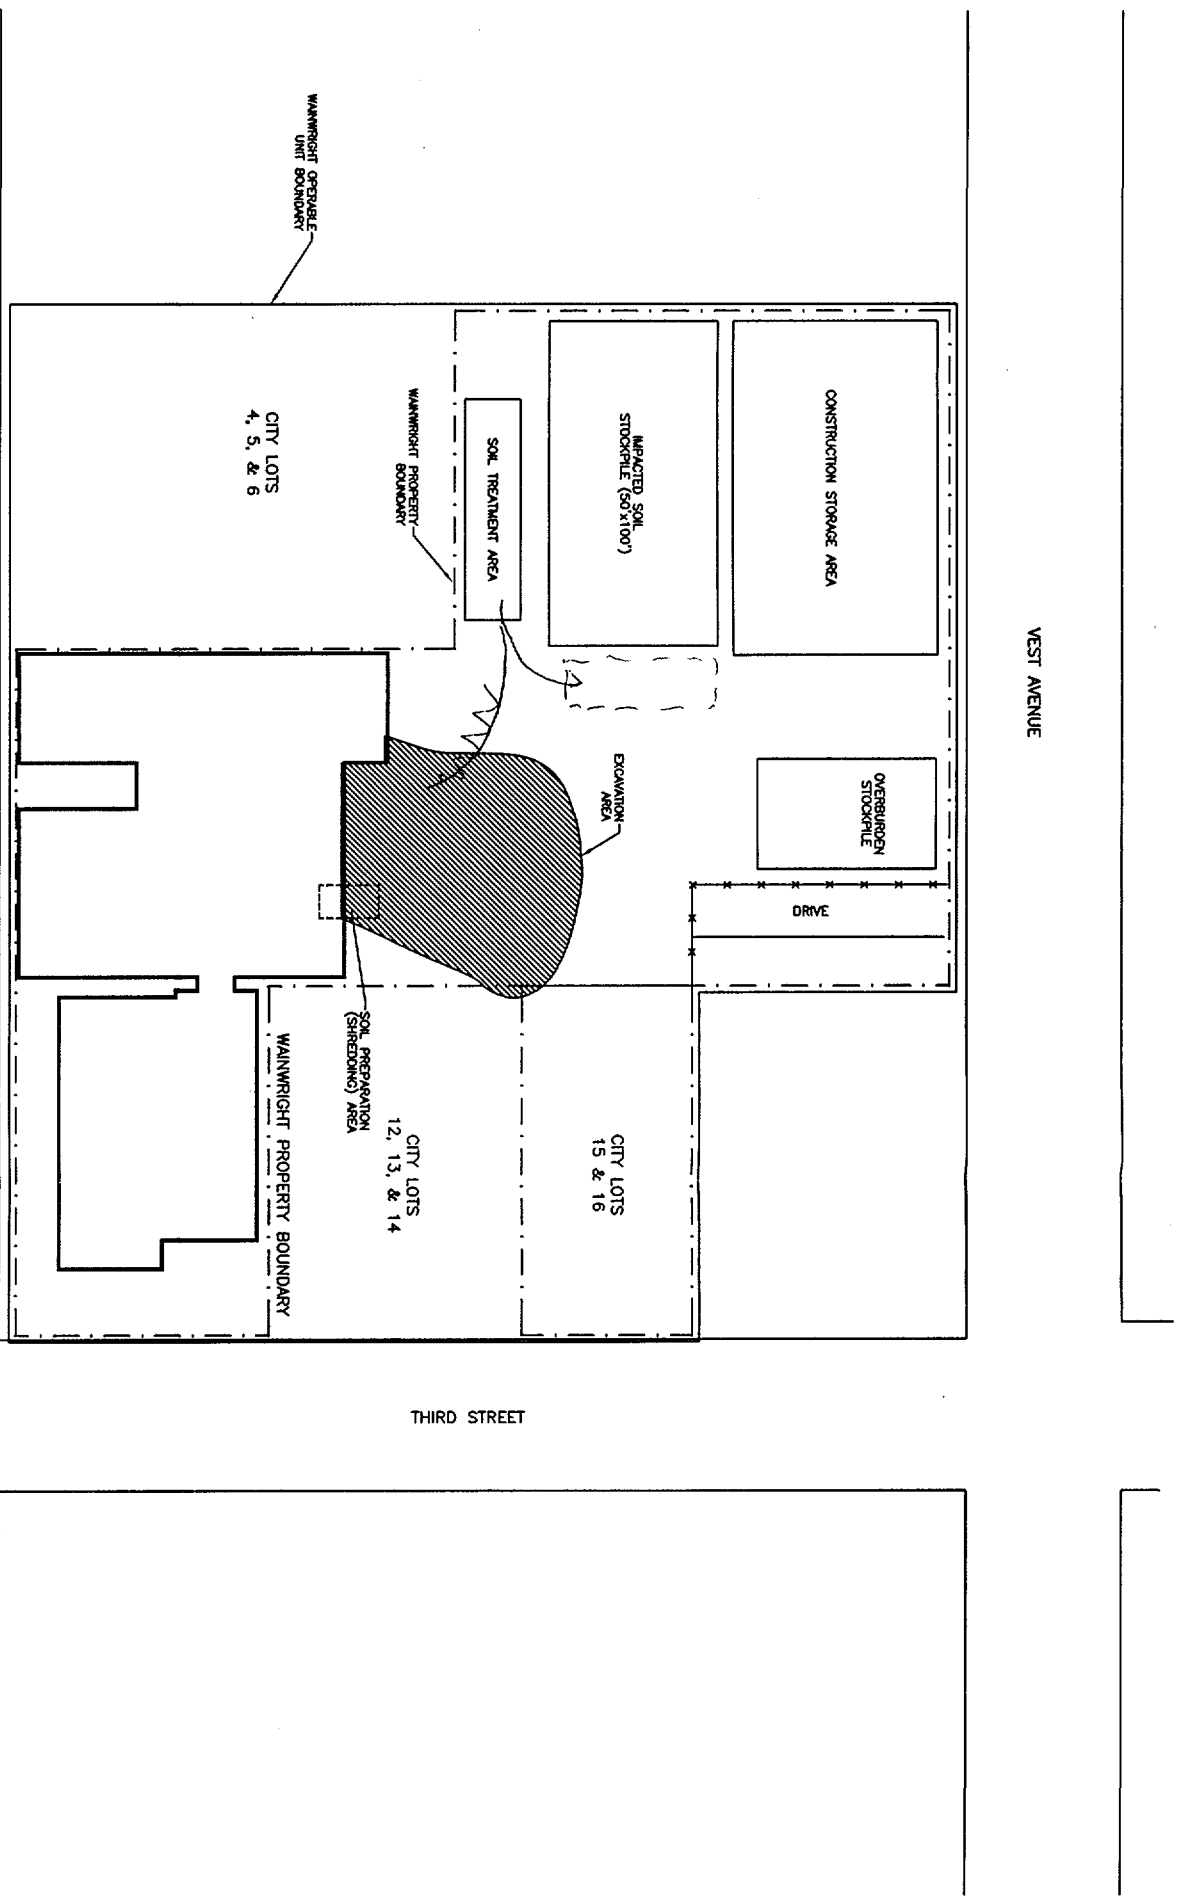 VEST AVENUE
WAINWRIGHT OPERABLE
UNIT BOUNDARY
CONSTRUCTION STORAGE AREA
OVERBURDEN
STOCKPILE
DRIVE
IMPACTED SOIL
STOCKPILE (50'x100')
EXCAVATION
AREA
CITY LOTS
15 & 16
SOIL TREATMENT AREA
WAINWRIGHT PROPERTY
BOUNDARY
CITY LOTS
12, 13, & 14
SOIL PREPARATION
(SHREDDING) AREA
WAINWRIGHT PROPERTY BOUNDARY
CITY LOTS
4, 5, & 6
THIRD STREET